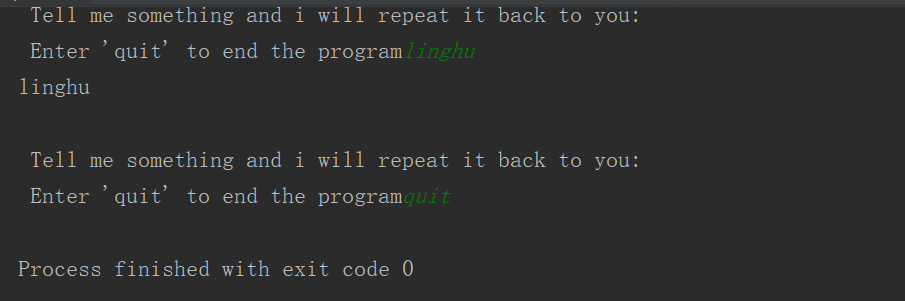 Tell me something and i will repeat it back to you:
Enter 'quit' to end the programlinghu
linghu
Tell me something and i will repeat it back to you:
Enter 'quit' to end the programquit
Process finished with exit code 0